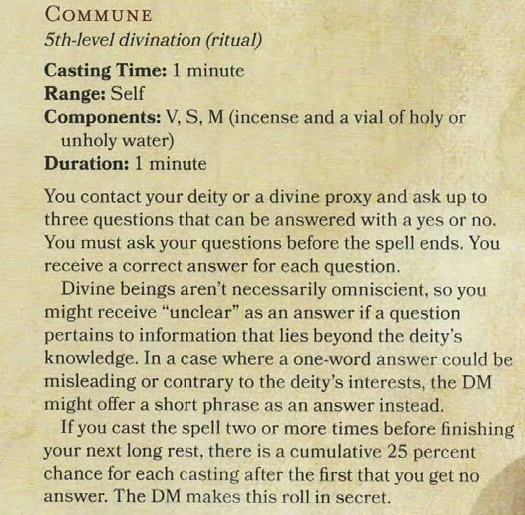 COMMUNE
5th-level divination (ritual)
Casting Time: 1 minute
Range: Self
Components: V, S, M (incense and a vial of holy or
unholy water)
Duration: 1 minute
You contact your deity or a divine proxy and ask up to
three questions that can be answered with a yes or no.
You must ask your questions before the spell ends. You
receive a correct answer for each question.
Divine beings aren't necessarily omniscient, so you
might receive "unclear" as an answer if a question
pertains to information that lies beyond the deity's
knowledge. In a case where a one-word answer could be
misleading or contrary to the deity's interests, the DM
might offer a short phrase as an answer instead.
If you cast the spell two or more times before finishing
your next long rest, there is a cumulative 25 percent
chance for each casting after the first that you get no
answer. The DM makes this roll in secret.